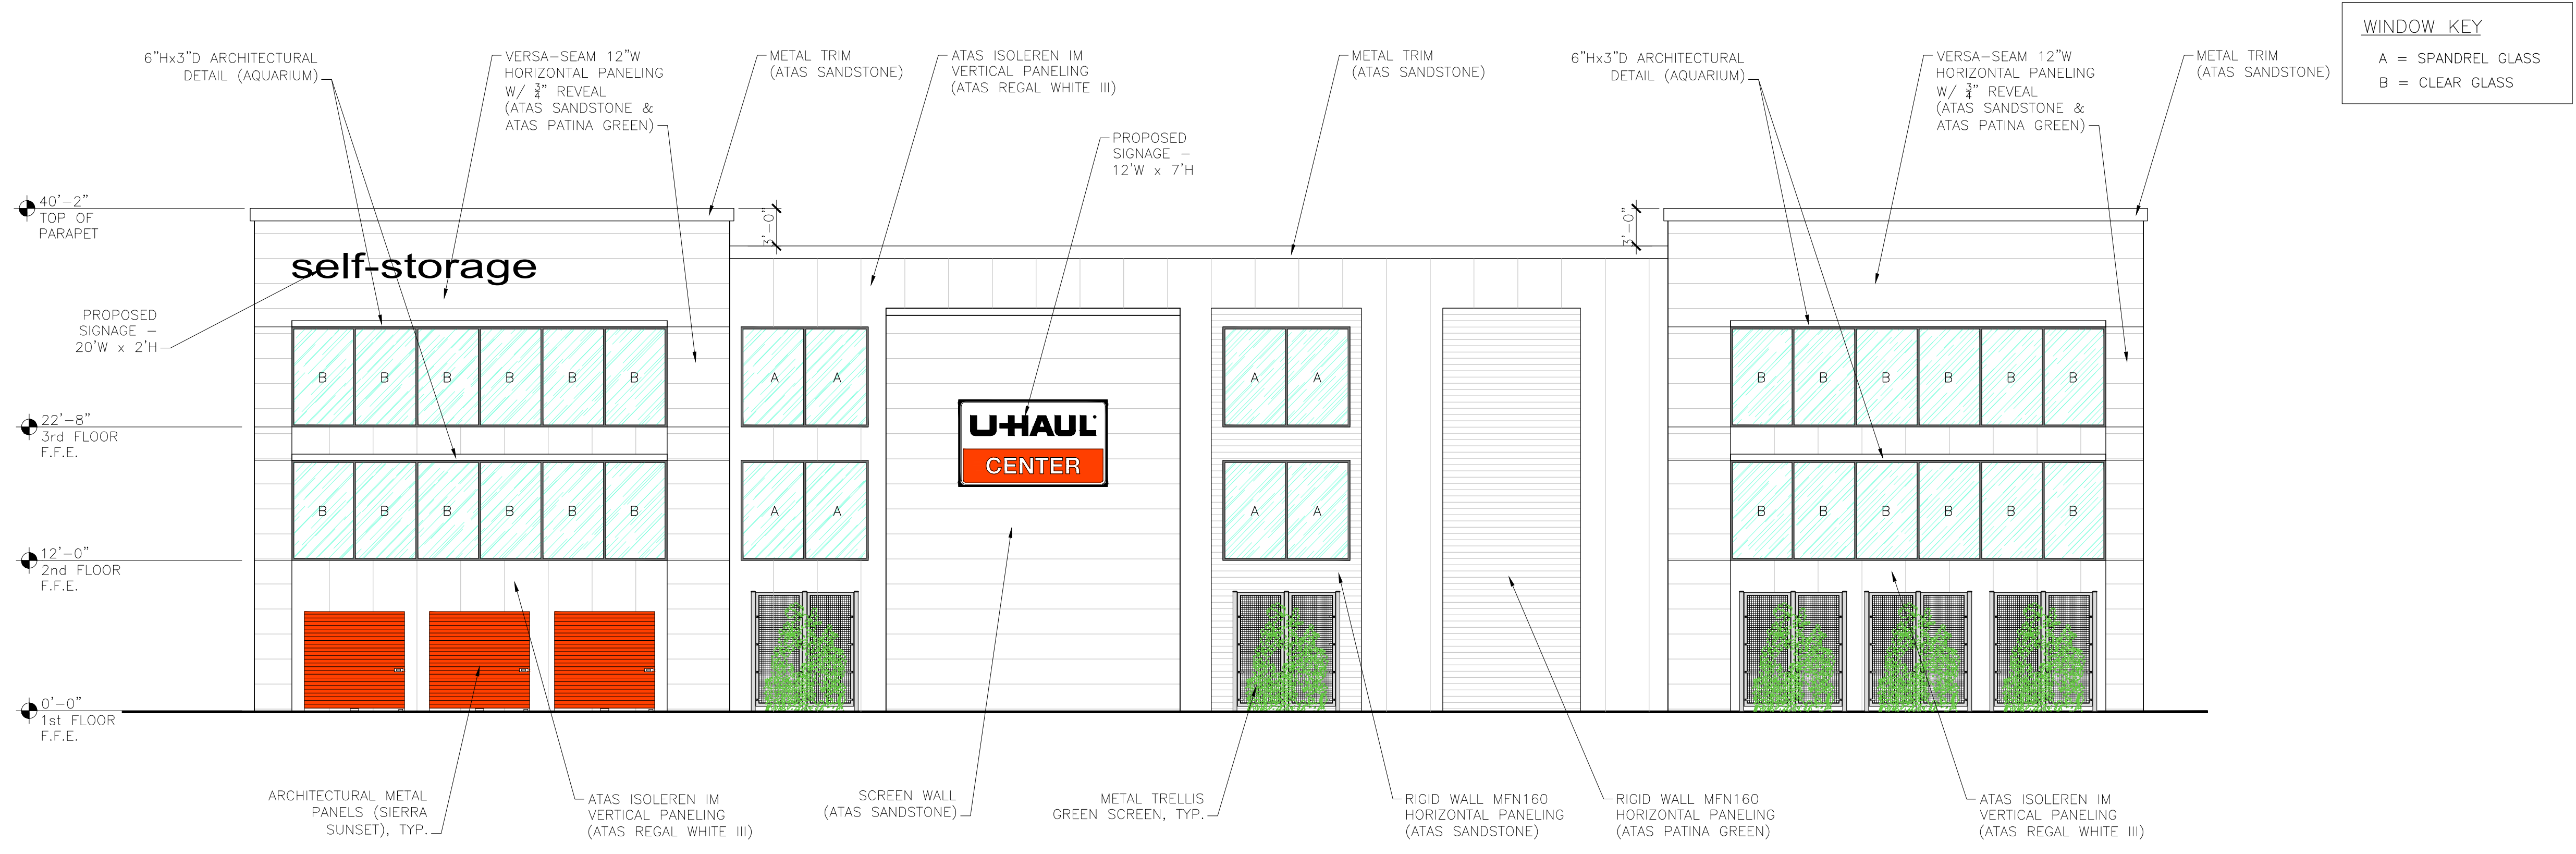 WINDOW KEY
A = SPANDREL GLASS
B = CLEAR GLASS
6"Hx3"D ARCHITECTURAL
DETAIL (AQUARIUM)
VERSA-SEAM 12"W
HORIZONTAL PANELING
W/ 3/4" REVEAL
(ATAS SANDSTONE &
ATAS PATINA GREEN)
METAL TRIM
(ATAS SANDSTONE)
ATAS ISOLEREN IM
VERTICAL PANELING
(ATAS REGAL WHITE III)
PROPOSED
SIGNAGE -
12'W x 7'H
METAL TRIM
(ATAS SANDSTONE)
6"Hx3"D ARCHITECTURAL
DETAIL (AQUARIUM)
VERSA-SEAM 12"W
HORIZONTAL PANELING
W/ 3/4" REVEAL
(ATAS SANDSTONE &
ATAS PATINA GREEN)
METAL TRIM
(ATAS SANDSTONE)
40'-2"
TOP OF
PARAPET
3'-0"
3'-0"
self-storage
PROPOSED
SIGNAGE -
20'W x 2'H
B B B B B B A A A A B B B B B B
22'-8"
3rd FLOOR
F.F.E.
U-HAUL
CENTER
B B B B B B A A A A B B B B B B
12'-0"
2nd FLOOR
F.F.E.
0'-0"
1st FLOOR
F.F.E.
ARCHITECTURAL METAL
PANELS (SIERRA
SUNSET), TYP.
ATAS ISOLEREN IM
VERTICAL PANELING
(ATAS REGAL WHITE III)
SCREEN WALL
(ATAS SANDSTONE)
METAL TRELLIS
GREEN SCREEN, TYP.
RIGID WALL MFN160
HORIZONTAL PANELING
(ATAS SANDSTONE)
RIGID WALL MFN160
HORIZONTAL PANELING
(ATAS PATINA GREEN)
ATAS ISOLEREN IM
VERTICAL PANELING
(ATAS REGAL WHITE III)